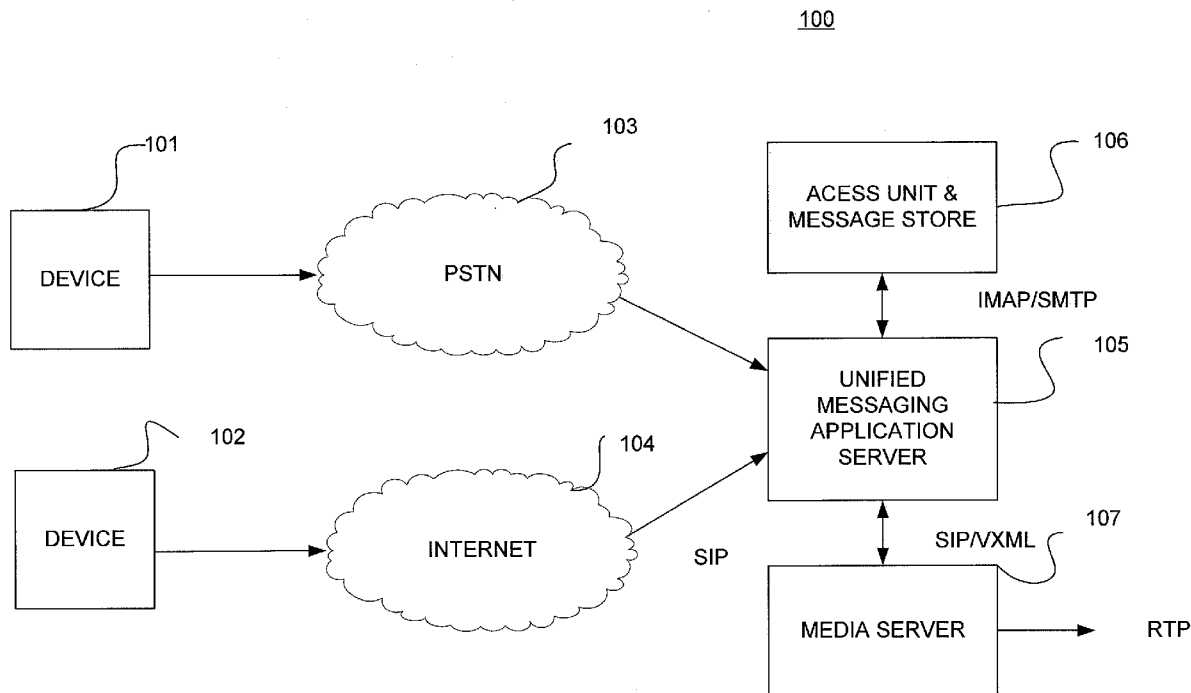 100
101
103
106
ACESS UNIT &
MESSAGE STORE
DEVICE
PSTN
IMAP/SMTP
105
UNIFIED
MESSAGING
APPLICATION
SERVER
102
104
DEVICE
INTERNET
SIP
SIP/VXML
107
MEDIA SERVER
RTP